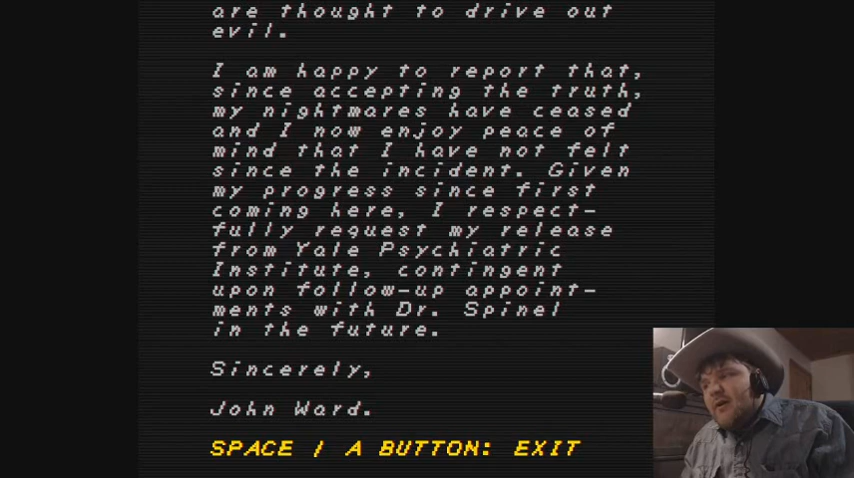 are thought to drive out
evil.
I am happy to report that,
since accepting the truth,
my nightmares have ceased
and I now enjoy peace of
mind that I have not felt
since the incident. Given
my progress since first
coming here, I respect-
fully request my release
from Yale Psychiatric
Institute, contingent
upon follow-up appoint-
ments with Dr. Spinel
in the future.
Sincerely,
John Ward.
SPACE / A BUTTON: EXIT